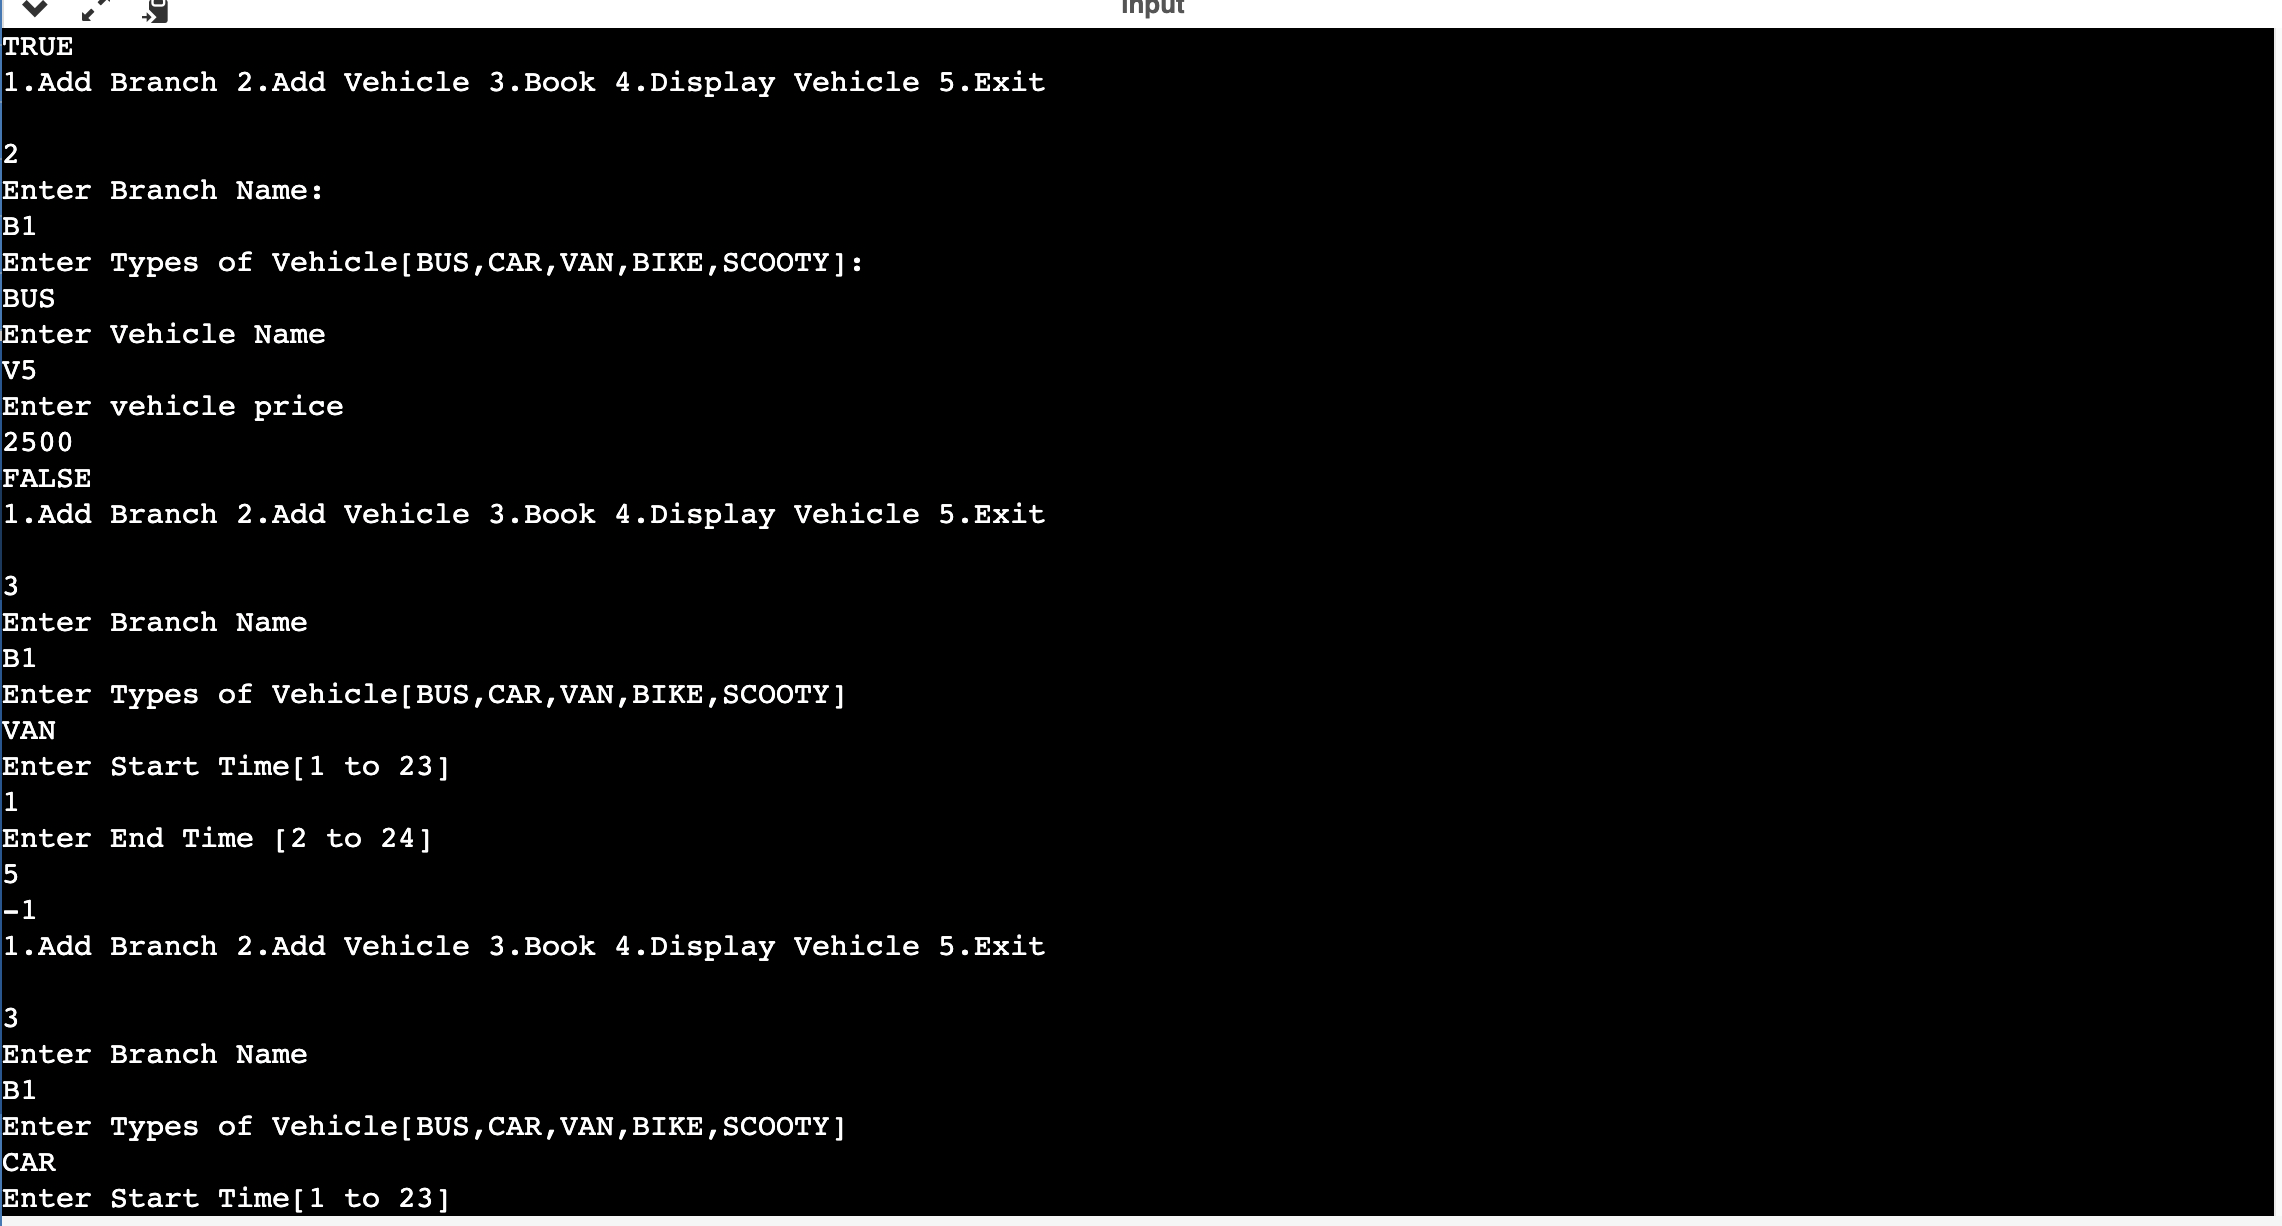 Input
TRUE
1.Add Branch 2.Add Vehicle 3.Book 4.Display Vehicle 5.Exit
2
Enter Branch Name:
B1
Enter Types of Vehicle[BUS,CAR,VAN,BIKE,SCOOTY]:
BUS
Enter Vehicle Name
V5
Enter vehicle price
2500
FALSE
1.Add Branch 2.Add Vehicle 3.Book 4.Display Vehicle 5.Exit
3
Enter Branch Name
B1
Enter Types of Vehicle[BUS,CAR,VAN,BIKE,SCOOTY]
VAN
Enter Start Time[1 to 23]
1
Enter End Time [2 to 24]
5
-1
1.Add Branch 2.Add Vehicle 3.Book 4.Display Vehicle 5.Exit
3
Enter Branch Name
B1
Enter Types of Vehicle[BUS,CAR,VAN,BIKE,SCOOTY]
CAR
Enter Start Time[1 to 23]